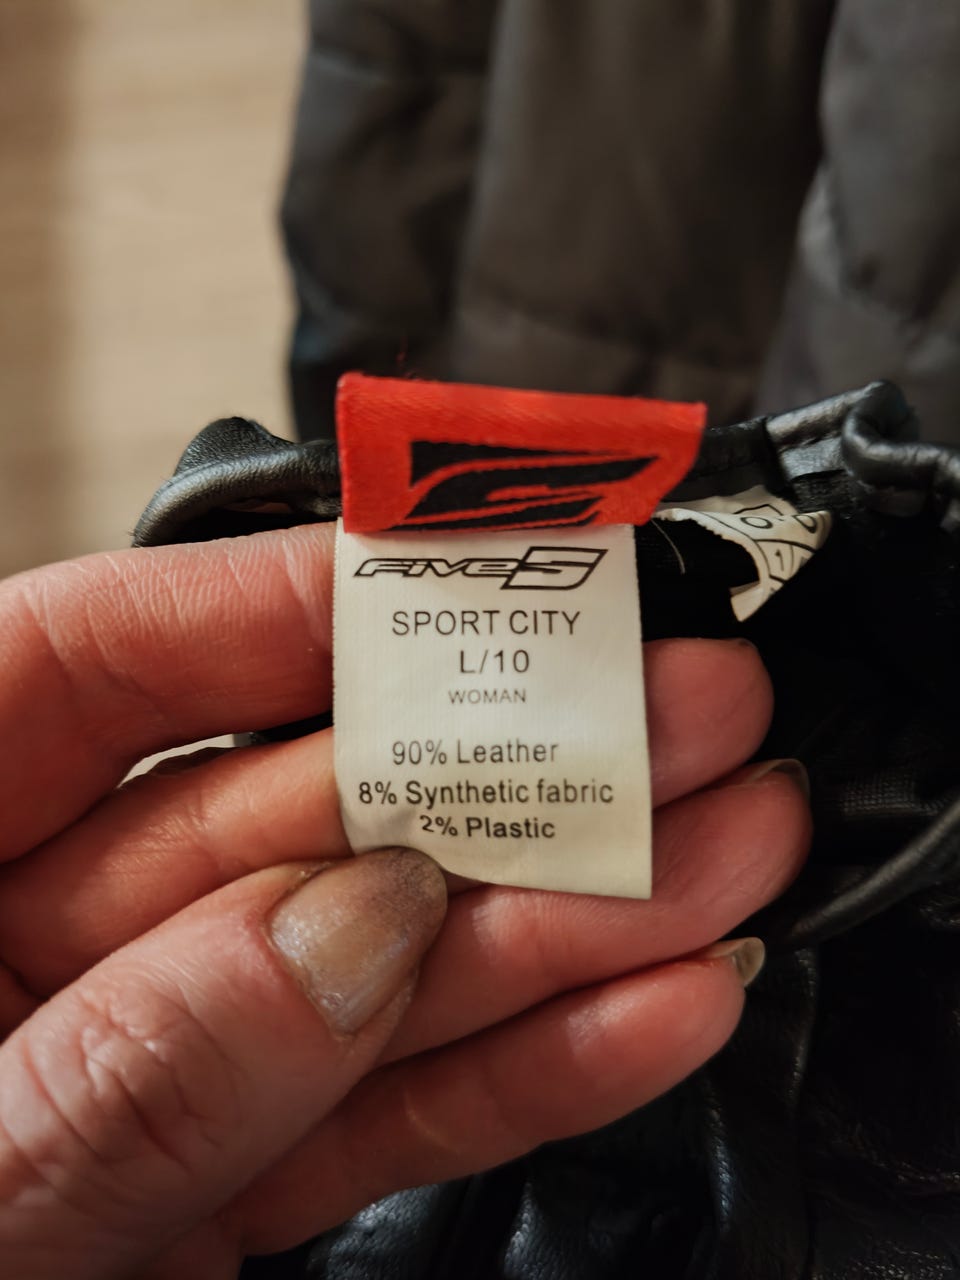 FIVE5
SPORT CITY
L/10
WOMAN
90% Leather
8% Synthetic fabric
2% Plastic